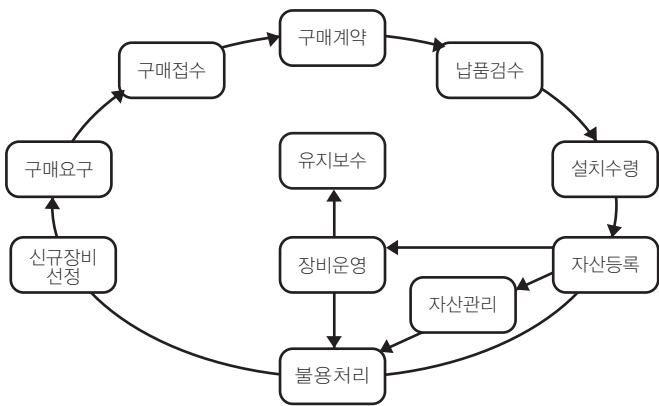 구매계약
구매접수
납품검수
유지보수
구매요구
설치수령
신규장비
선정
장비운영
자산등록
자산관리
불용처리